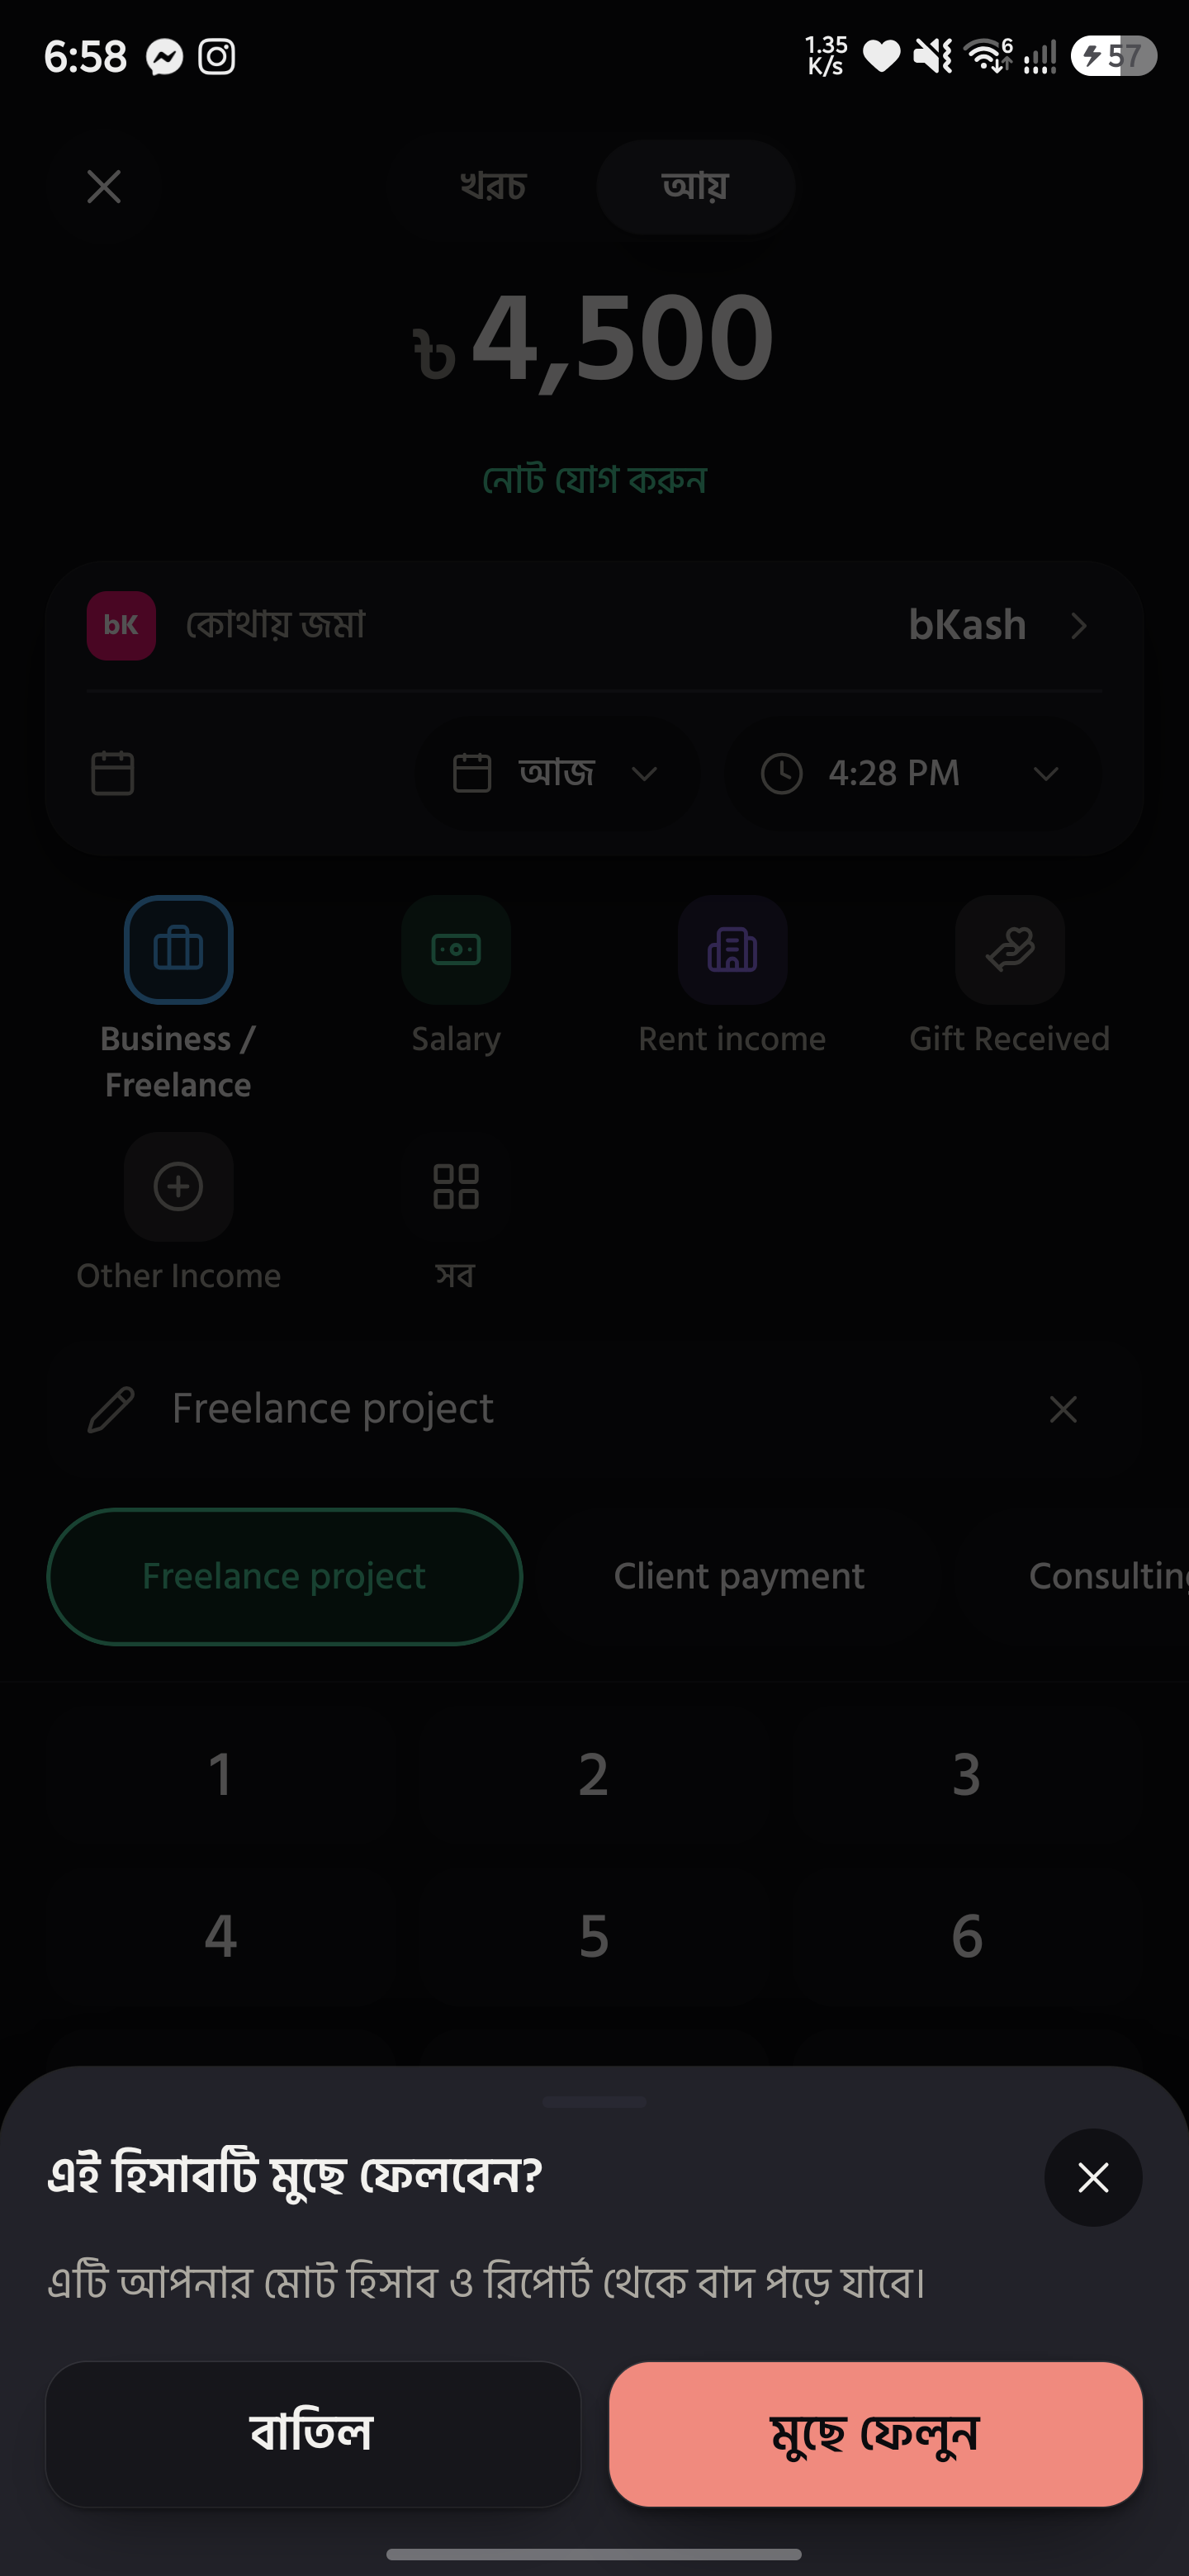 6:58
1.35 K/s
6
57
খরচ
আয়
৳ 4,500
নোট যোগ করুন
bK কোথায় জমা bKash
আজ 4:28 PM
Business / Freelance
Salary
Rent income
Gift Received
Other Income
সব
Freelance project
Freelance project
Client payment
Consulting
1 2 3
4 5 6
এই হিসাবটি মুছে ফেলবেন?
এটি আপনার মোট হিসাব ও রিপোর্ট থেকে বাদ পড়ে যাবে।
বাতিল
মুছে ফেলুন